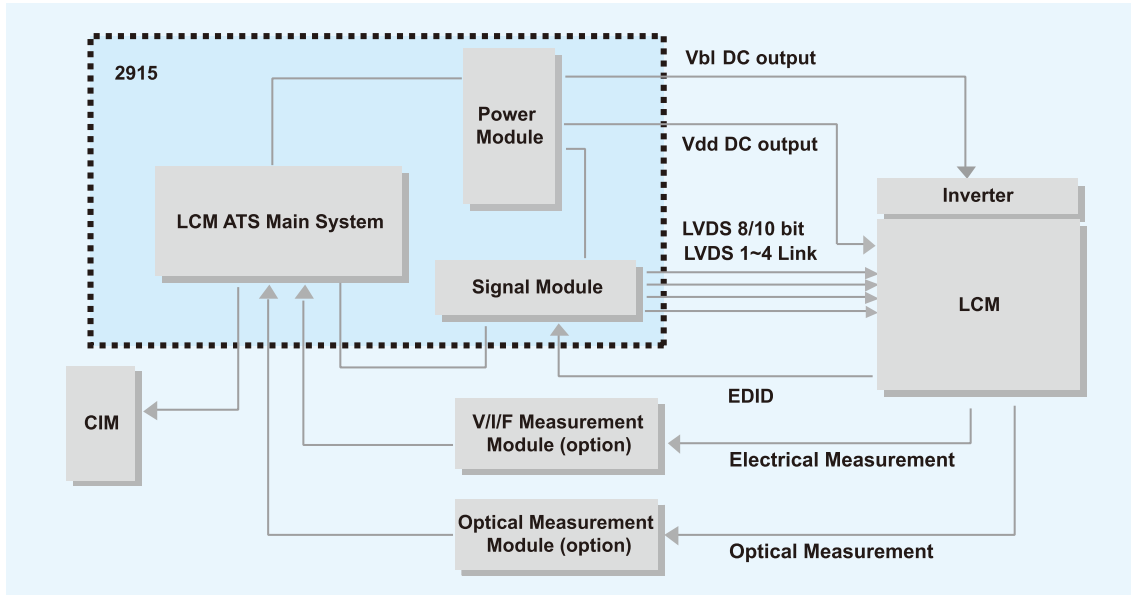 2915
Vbl DC output
Power
Module
Vdd DC output
Inverter
LCM ATS Main System
LVDS 8/10 bit
LVDS 1~4 Link
Signal Module
LCM
EDID
CIM
V/I/F Measurement
Module (option)
Electrical Measurement
Optical Measurement
Module (option)
Optical Measurement